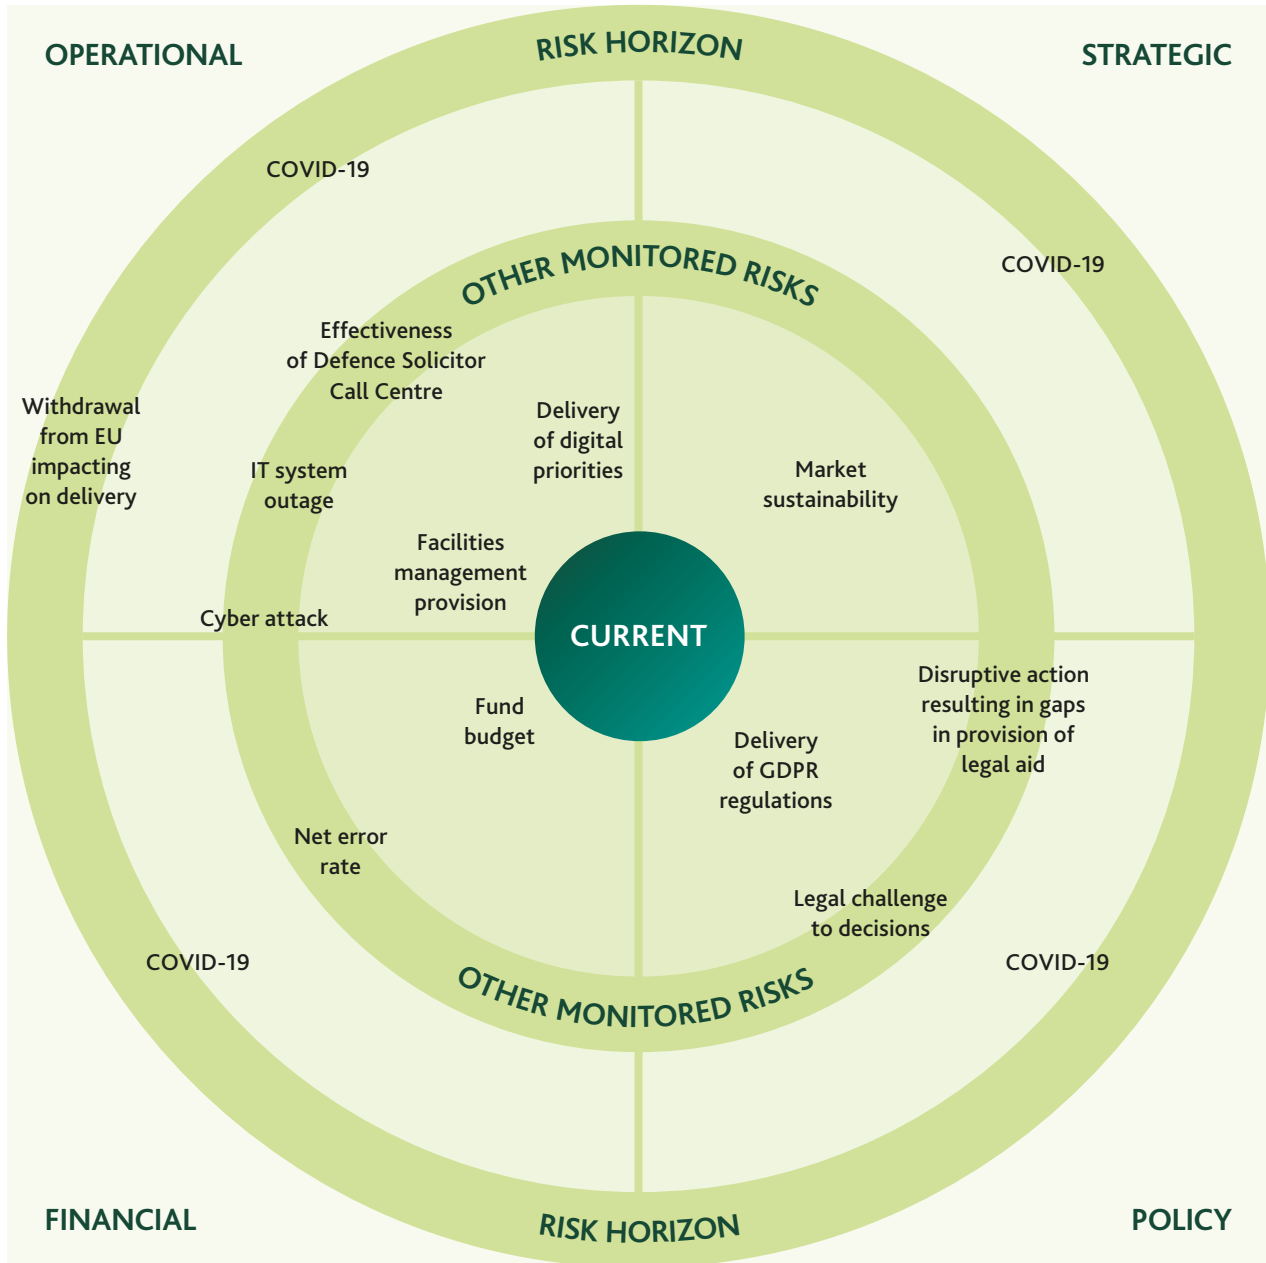 OPERATIONAL
RISK HORIZON
STRATEGIC
COVID-19
COVID-19
OTHER MONITORED RISKS
Effectiveness
of Defence Solicitor
Call Centre
Withdrawal
from EU
impacting
on delivery
Delivery
of digital
priorities
IT system
outage
Market
sustainability
Facilities
management
provision
Cyber attack
CURRENT
Fund
budget
Disruptive action
resulting in gaps
in provision of
legal aid
Delivery
of GDPR
regulations
Net error
rate
Legal challenge
to decisions
COVID-19
COVID-19
OTHER MONITORED RISKS
FINANCIAL
RISK HORIZON
POLICY